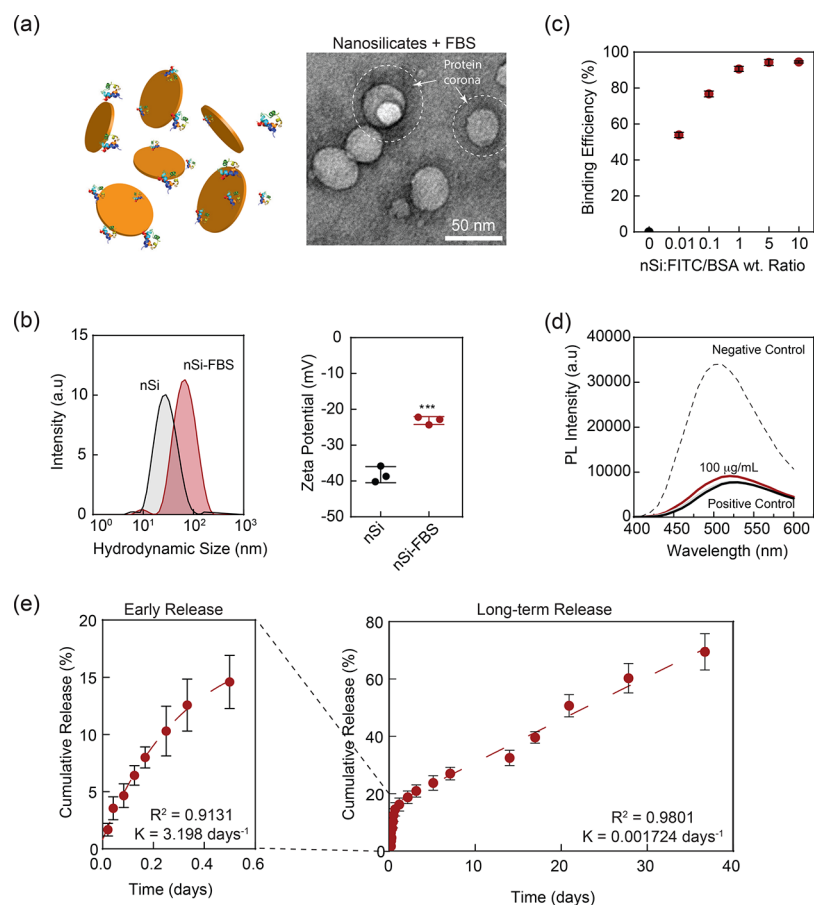 (a)
Nanosilicates + FBS
Protein
corona
50 nm
(c)
Binding Efficiency (%)
100
80
60
40
20
0
0 0.01 0.1 1 5 10
nSi:FITC/BSA wt. Ratio
(b)
Intensity (a.u)
15
10
5
0
nSi
nSi-FBS
10⁰ 10¹ 10² 10³
Hydrodynamic Size (nm)
Zeta Potential (mV)
0
-10
-20
-30
-40
-50
***
nSi
nSi-FBS
(d)
PL Intensity (a.u)
40000
30000
20000
10000
0
Negative Control
100 µg/mL
Positive Control
400 450 500 550 600
Wavelength (nm)
(e)
Early Release
Cumulative Release (%)
20
15
10
5
0
R² = 0.9131
K = 3.198 days⁻¹
0.0 0.2 0.4 0.6
Time (days)
Long-term Release
Cumulative Release (%)
80
60
40
20
0
R² = 0.9801
K = 0.001724 days⁻¹
0 10 20 30 40
Time (days)